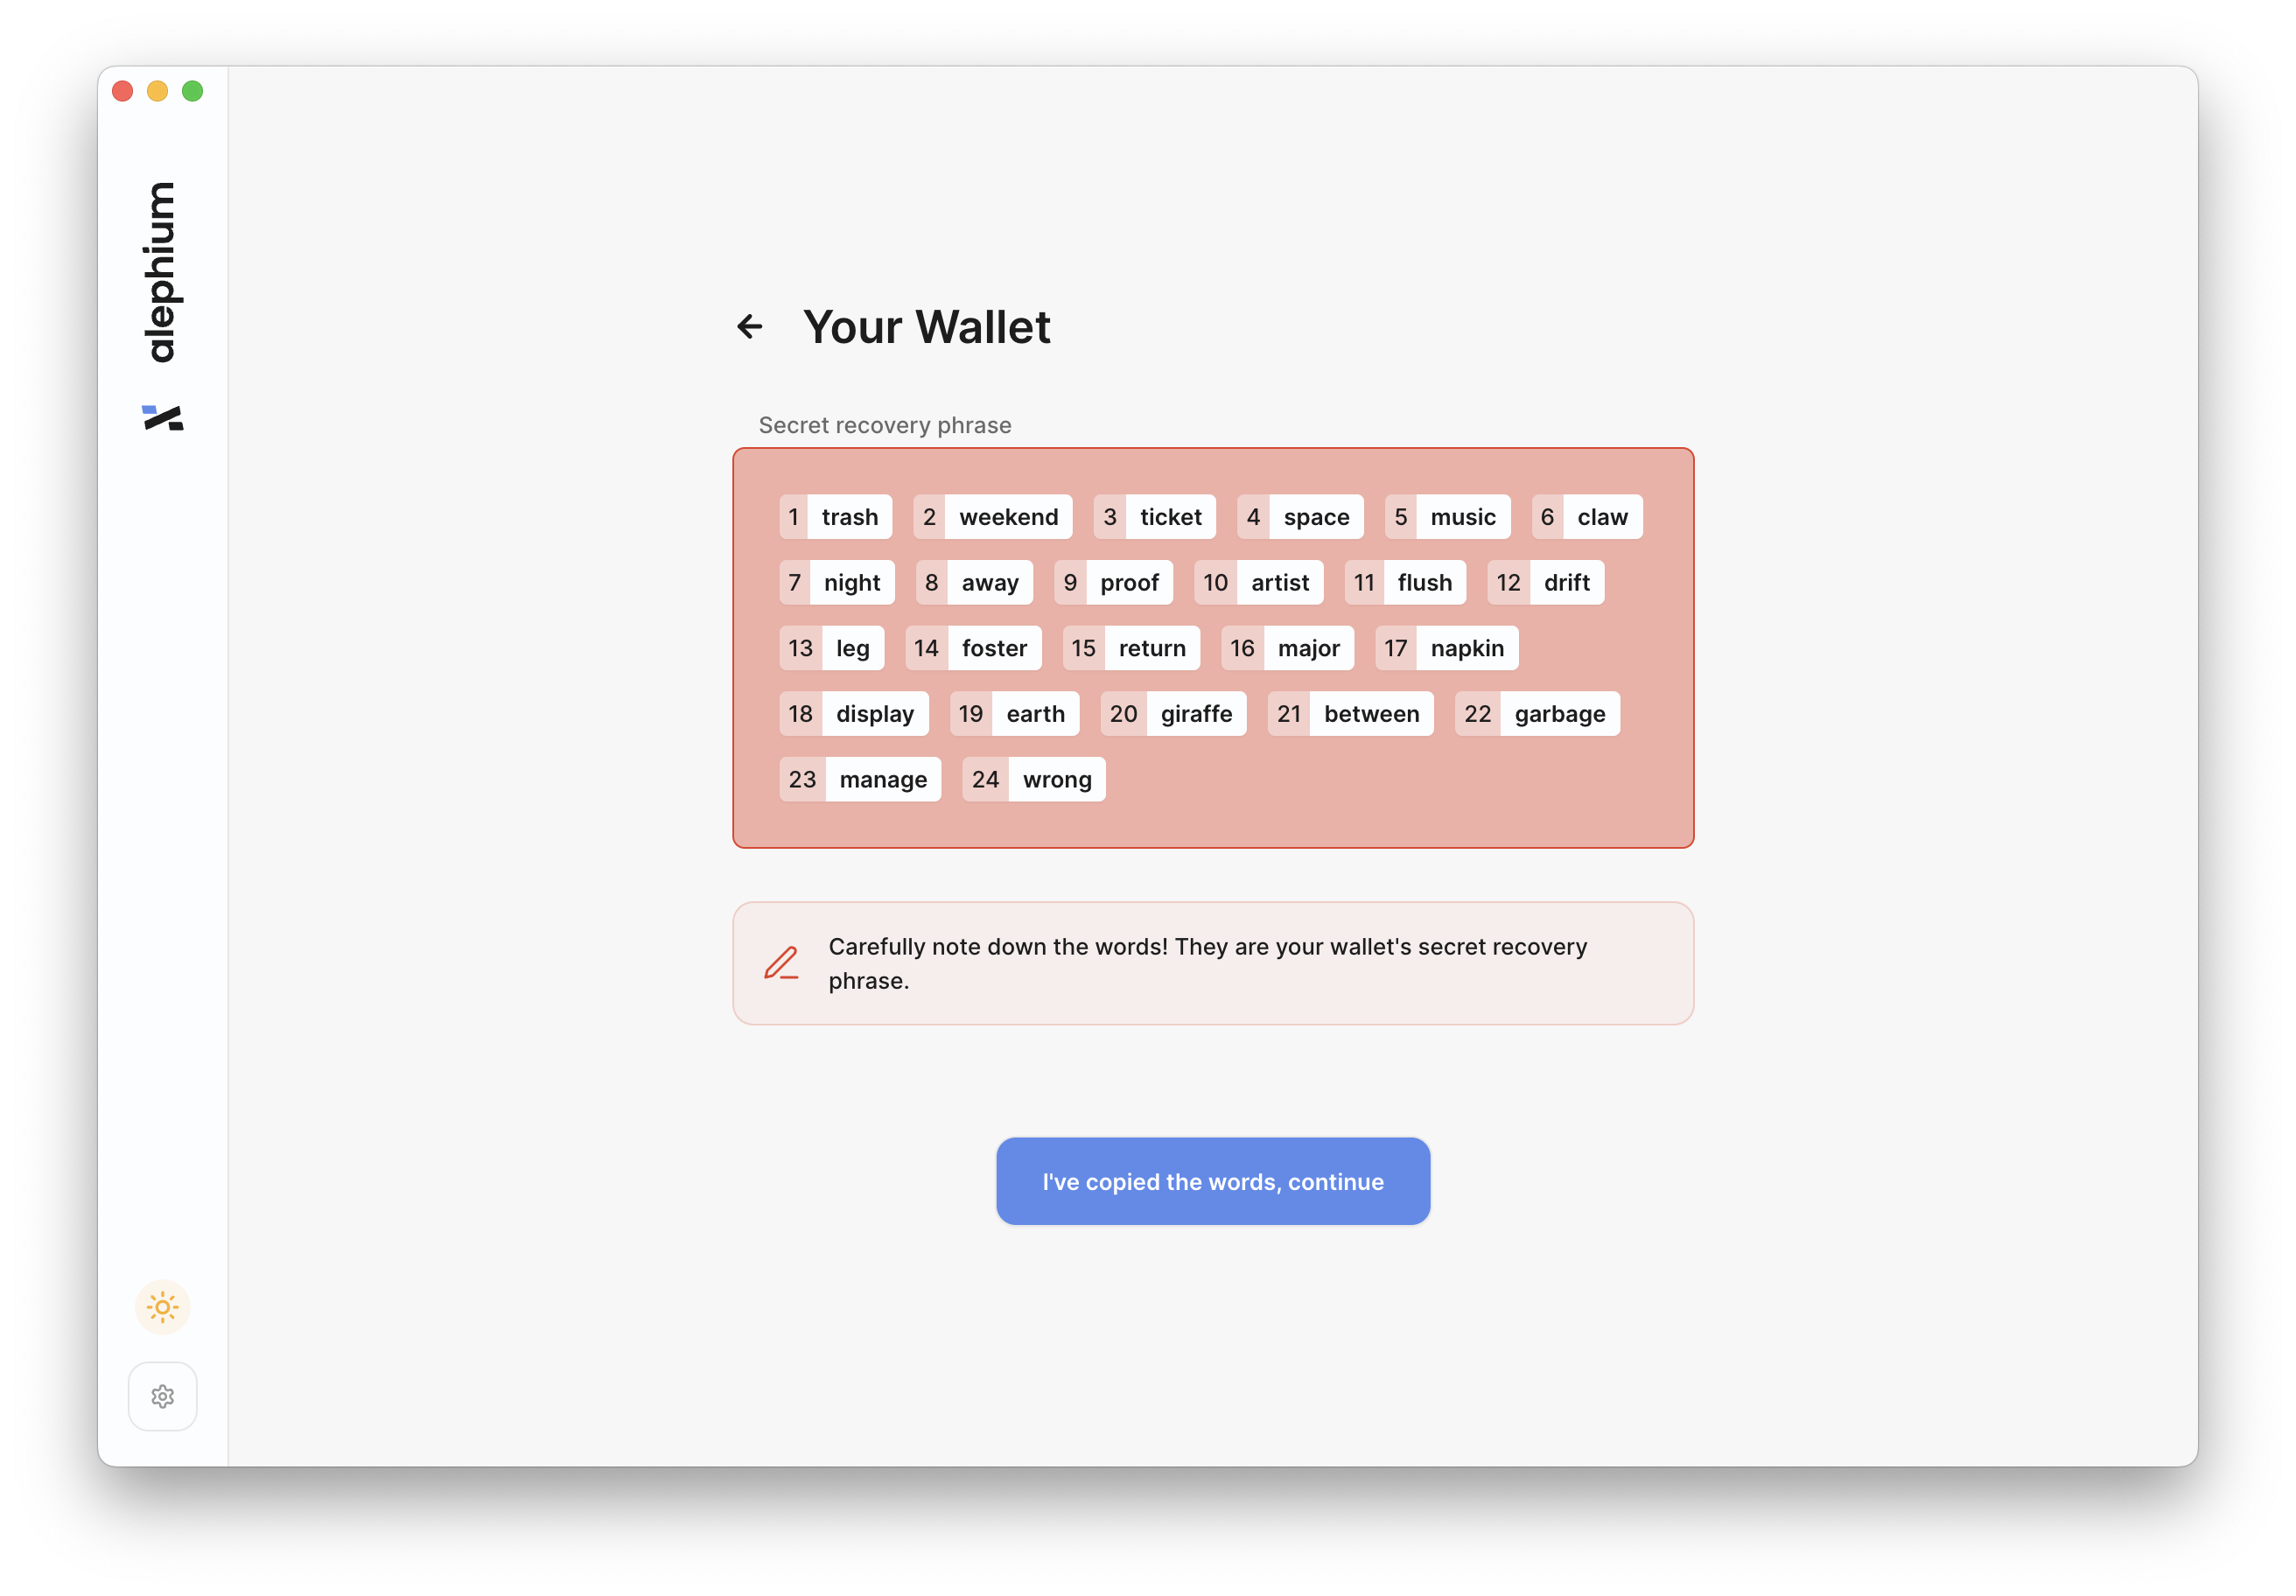 alephium
Your Wallet
Secret recovery phrase
1 trash 2 weekend 3 ticket 4 space 5 music 6 claw
7 night 8 away 9 proof 10 artist 11 flush 12 drift
13 leg 14 foster 15 return 16 major 17 napkin
18 display 19 earth 20 giraffe 21 between 22 garbage
23 manage 24 wrong
Carefully note down the words! They are your wallet's secret recovery
phrase.
I've copied the words, continue